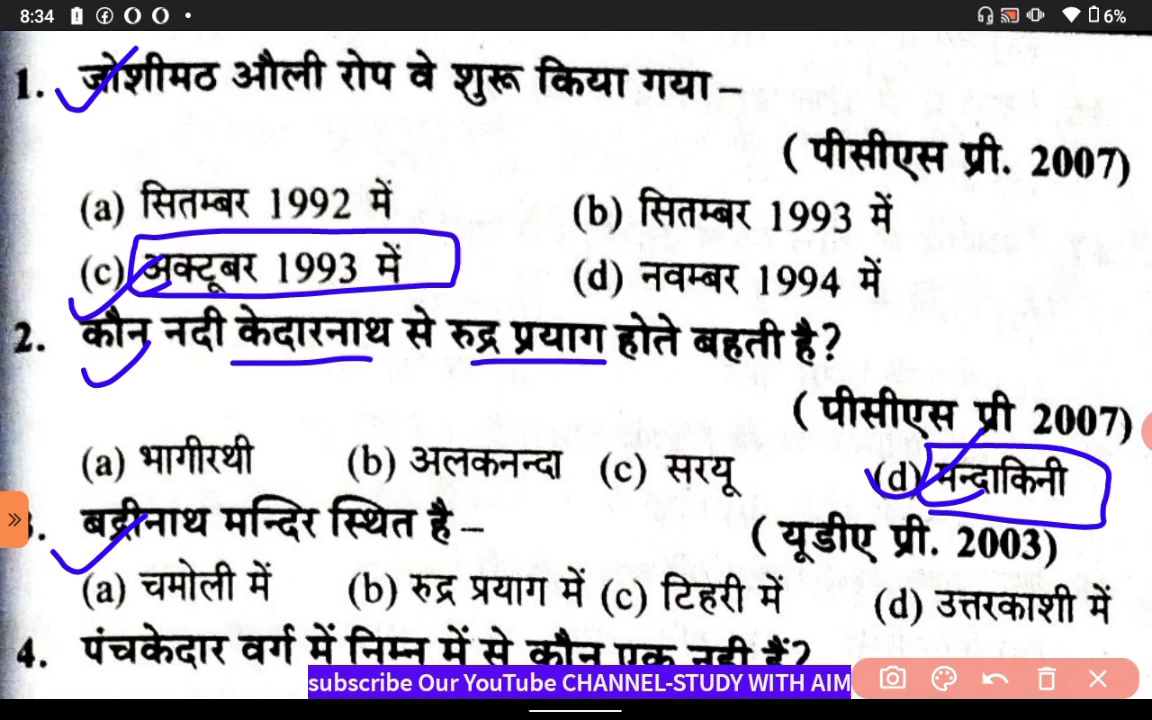 8:34
6%
1. जोशीमठ औली रोप वे शुरू किया गया –
( पीसीएस प्री. 2007)
(a) सितम्बर 1992 में (b) सितम्बर 1993 में
(c) अक्टूबर 1993 में (d) नवम्बर 1994 में
2. कौन नदी केदारनाथ से रुद्र प्रयाग होते बहती है?
( पीसीएस प्री 2007)
(a) भागीरथी (b) अलकनन्दा (c) सरयू (d) मन्दाकिनी
बद्रीनाथ मन्दिर स्थित है – ( यूडीए प्री. 2003)
(a) चमोली में (b) रुद्र प्रयाग में (c) टिहरी में (d) उत्तरकाशी में
4. पंचकेदार वर्ग में निम्न में से कौन एक नहीं हैं?
subscribe Our YouTube CHANNEL-STUDY WITH AIM